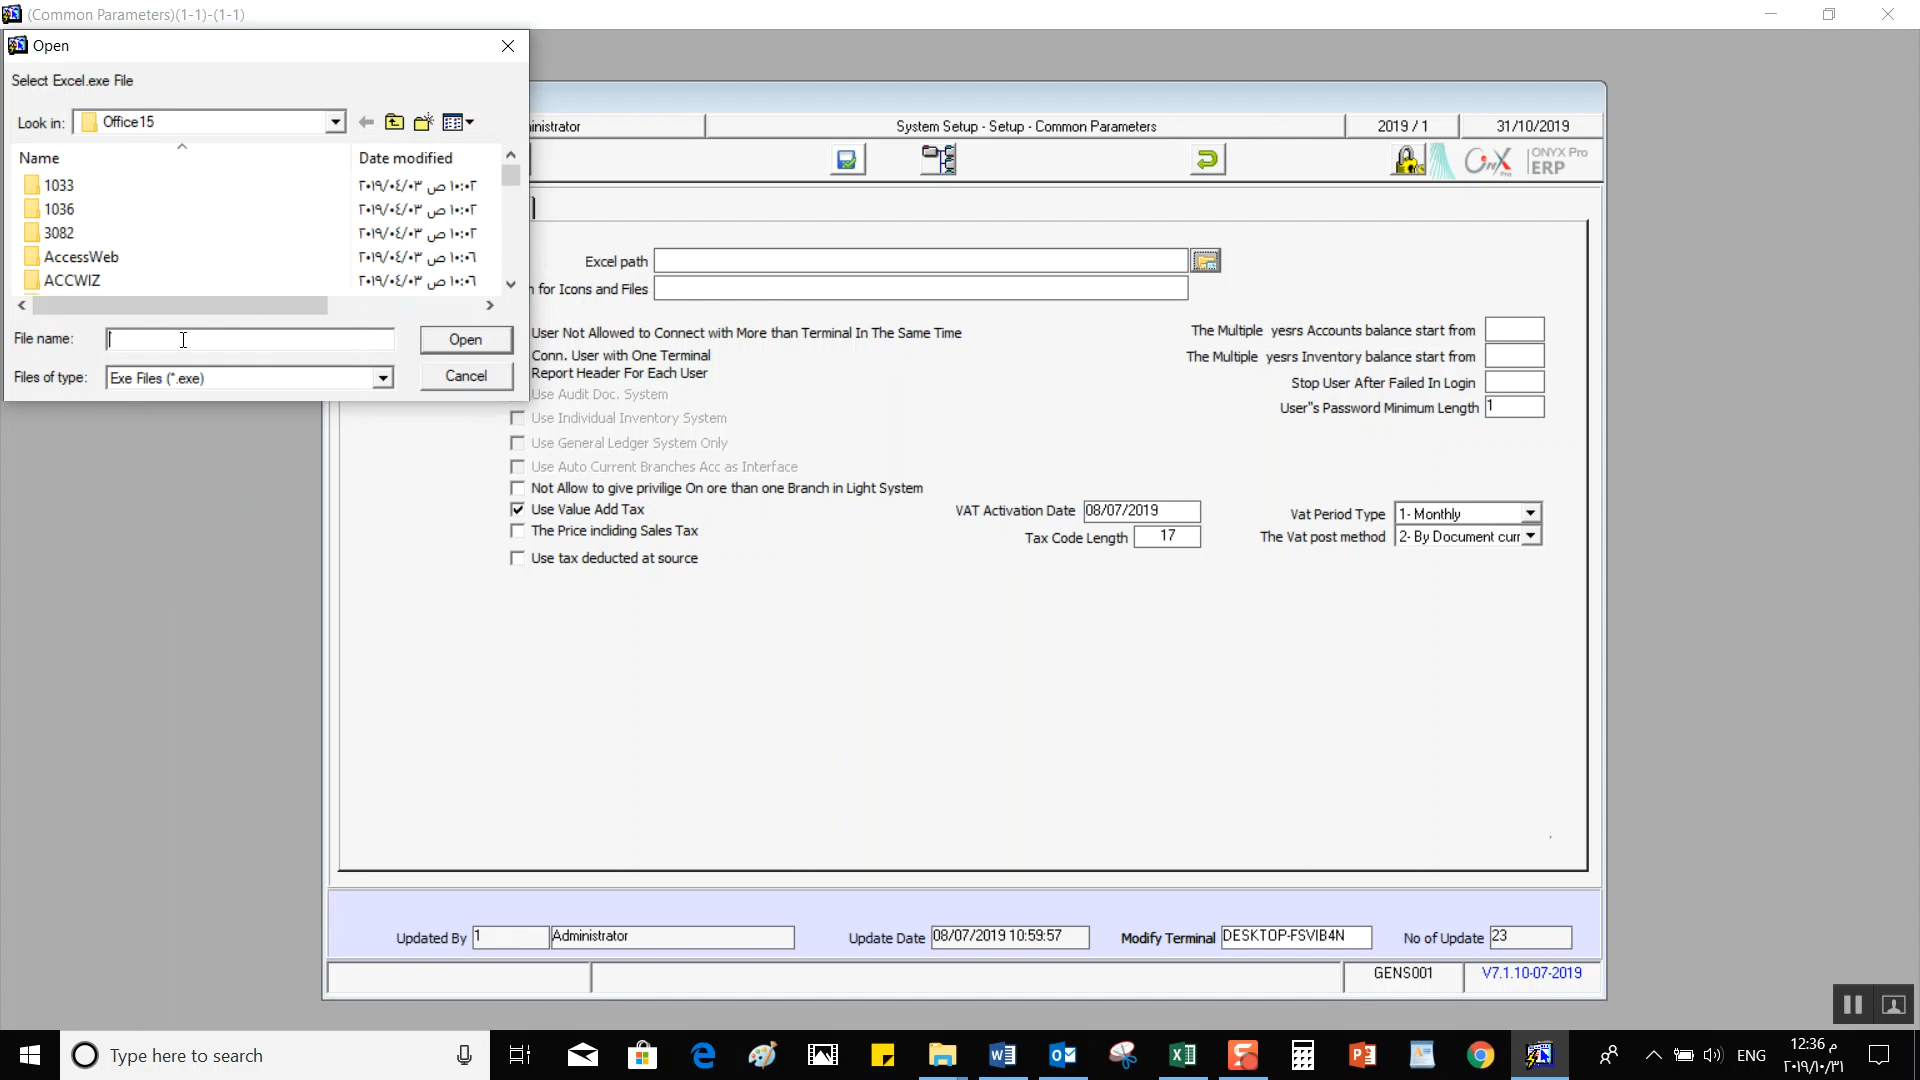 (Common Parameters)(1-1)-(1-1)
Open
Select Excel.exe File
Look in: Office15
Name Date modified
1033 ١٠:٠٢ ص ٢٠١٩/٠٤/٠٣
1036 ١٠:٠٢ ص ٢٠١٩/٠٤/٠٣
3082 ١٠:٠٢ ص ٢٠١٩/٠٤/٠٣
AccessWeb ١٠:٠٦ ص ٢٠١٩/٠٤/٠٣
ACCWIZ ١٠:٠٦ ص ٢٠١٩/٠٤/٠٣
File name: Open
Files of type: Exe Files (*.exe) Cancel
inistrator System Setup - Setup - Common Parameters 2019 / 1 31/10/2019
Onyx Pro ONYX Pro
ERP
Excel path
for Icons and Files
User Not Allowed to Connect with More than Terminal In The Same Time The Multiple yesrs Accounts balance start from
Conn. User with One Terminal The Multiple yesrs Inventory balance start from
Report Header For Each User Stop User After Failed In Login
Use Audit Doc. System User"s Password Minimum Length 1
Use Individual Inventory System
Use General Ledger System Only
Use Auto Current Branches Acc as Interface
Not Allow to give privilige On ore than one Branch in Light System
Use Value Add Tax VAT Activation Date 08/07/2019 Vat Period Type 1- Monthly
The Price incliding Sales Tax Tax Code Length 17 The Vat post method 2- By Document curr
Use tax deducted at source
Updated By 1 Administrator Update Date 08/07/2019 10:59:57 Modify Terminal DESKTOP-FSVIB4N No of Update 23
GENS001 V7.1.10-07-2019
Type here to search ENG 12:36 م
٢٠١٩/١٠/٣١